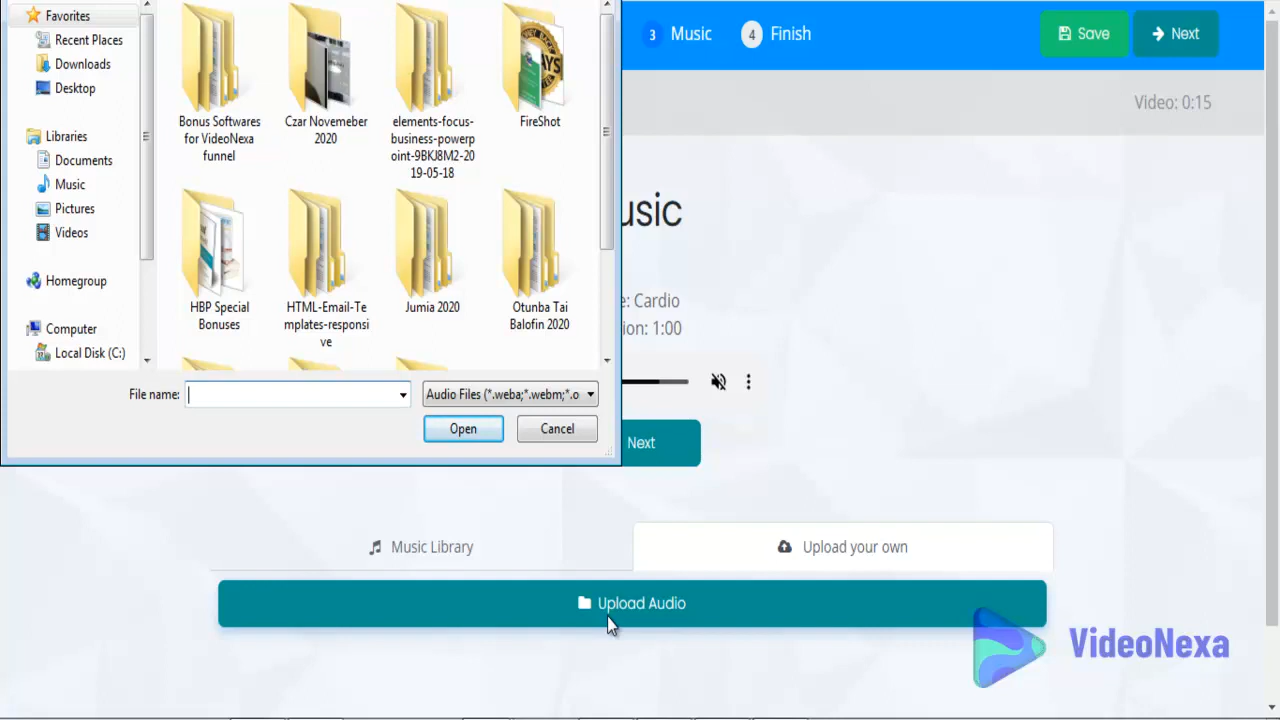 Favorites
Recent Places
Downloads
Desktop
Libraries
Documents
Music
Pictures
Videos
Homegroup
Computer
Local Disk (C:)
Bonus Softwares
for VideoNexa
funnel
Czar Novemeber
2020
elements-focus-
business-powerp
oint-9BKJ8M2-20
19-05-18
FireShot
HBP Special
Bonuses
HTML-Email-Te
mplates-responsi
ve
Jumia 2020
Otunba Tai
Balofin 2020
File name:
Audio Files (*.weba;*.webm;*.o
Open
Cancel
3 Music
4 Finish
Save
Next
Video: 0:15
usic
e: Cardio
ion: 1:00
Next
Music Library
Upload your own
Upload Audio
VideoNexa